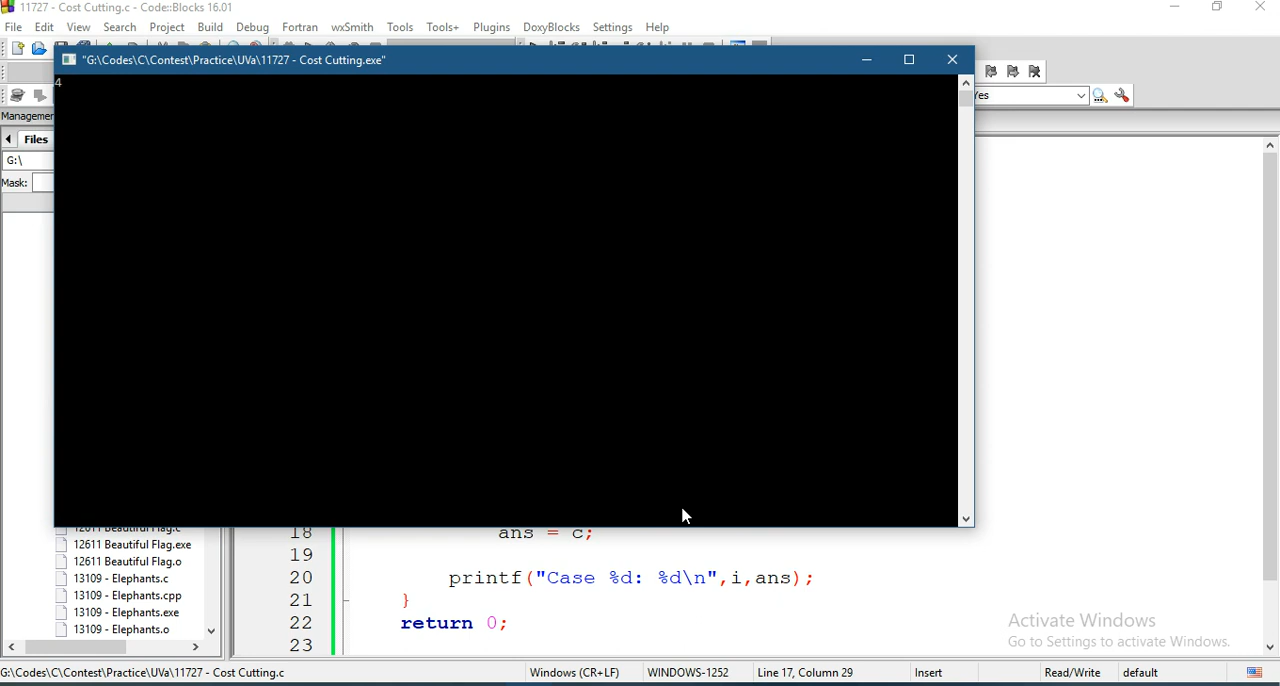 11727 - Cost Cutting.c - Code::Blocks 16.01
File Edit View Search Project Build Debug Fortran wxSmith Tools Tools+ Plugins DoxyBlocks Settings Help
"G:\Codes\C\Contest\Practice\UVa\11727 - Cost Cutting.exe"
4
Yes
Management
Files
G:\
Mask:
12611 Beautiful Flag.c
12611 Beautiful Flag.exe
12611 Beautiful Flag.o
13109 - Elephants.c
13109 - Elephants.cpp
13109 - Elephants.exe
13109 - Elephants.o
18 ans = c;
19
20 printf("Case %d: %d\n",i,ans);
21 }
22 return 0;
23
Activate Windows
Go to Settings to activate Windows.
G:\Codes\C\Contest\Practice\UVa\11727 - Cost Cutting.c Windows (CR+LF) WINDOWS-1252 Line 17, Column 29 Insert Read/Write default